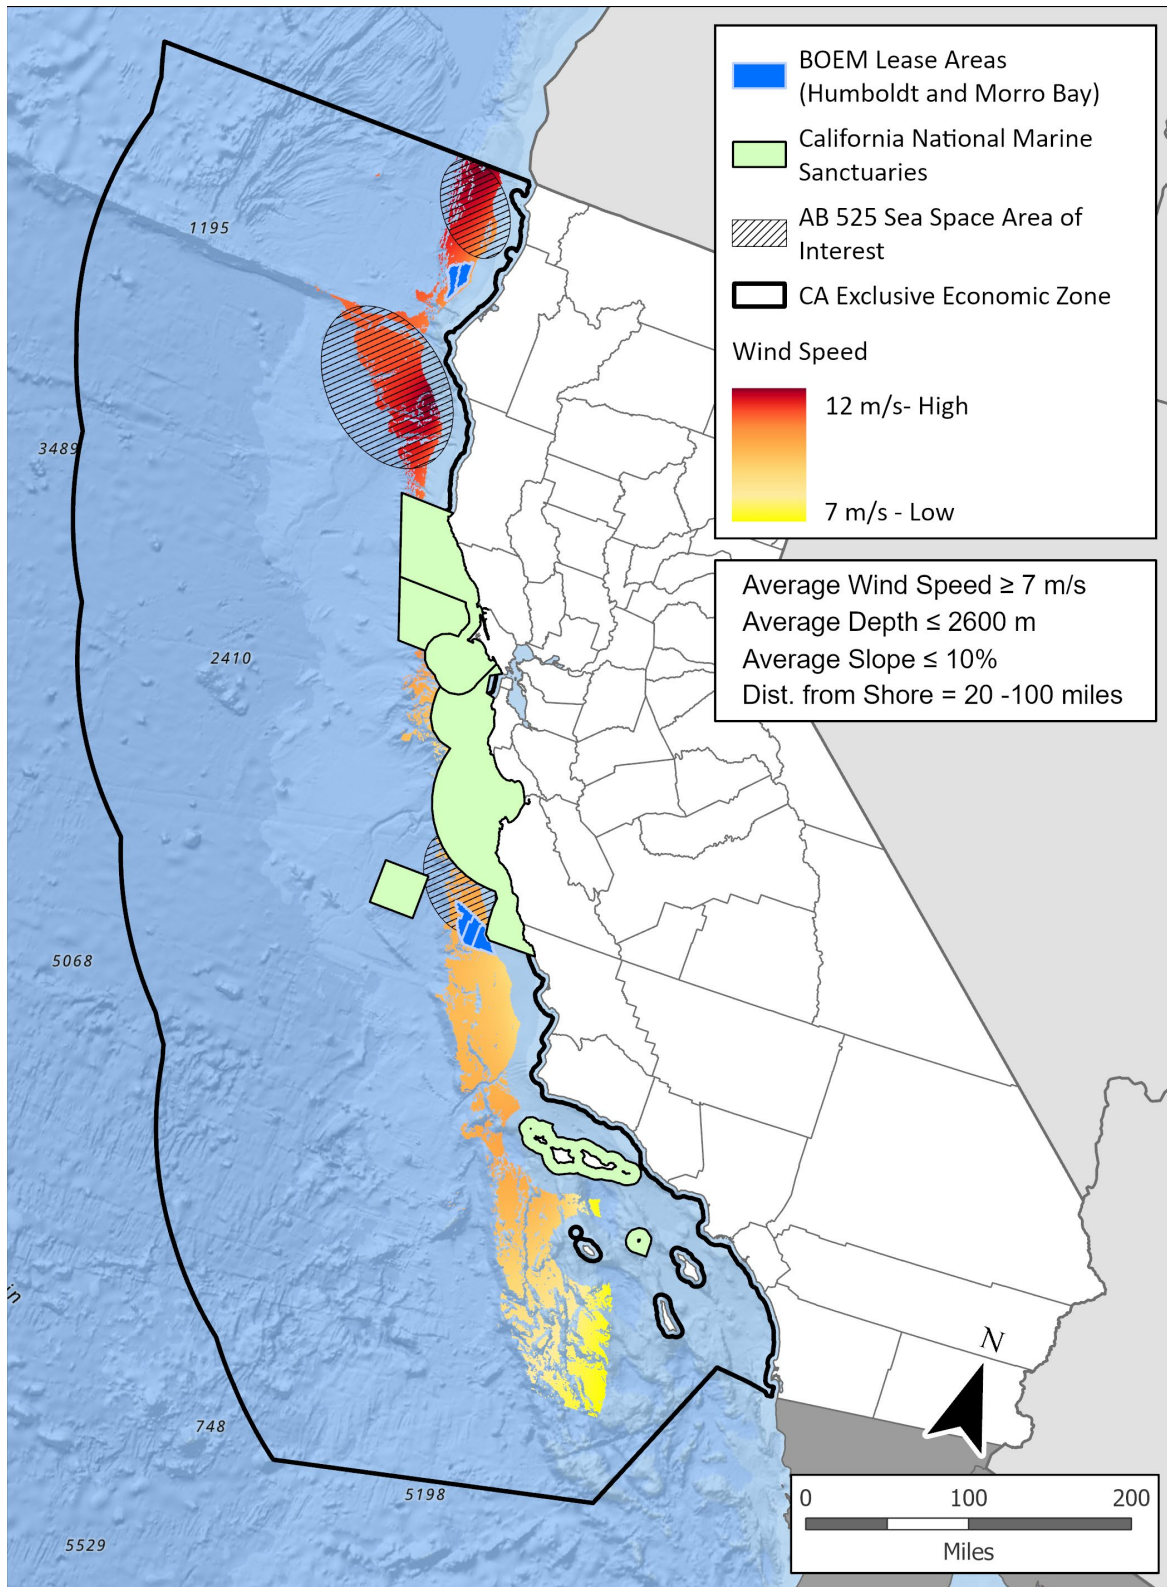 BOEM Lease Areas
(Humboldt and Morro Bay)
California National Marine
Sanctuaries
AB 525 Sea Space Area of
Interest
CA Exclusive Economic Zone
Wind Speed
12 m/s- High
7 m/s - Low
Average Wind Speed ≥ 7 m/s
Average Depth ≤ 2600 m
Average Slope ≤ 10%
Dist. from Shore = 20 -100 miles
1195
3489
2410
5068
in
748
5198
5529
N
0 100 200
Miles